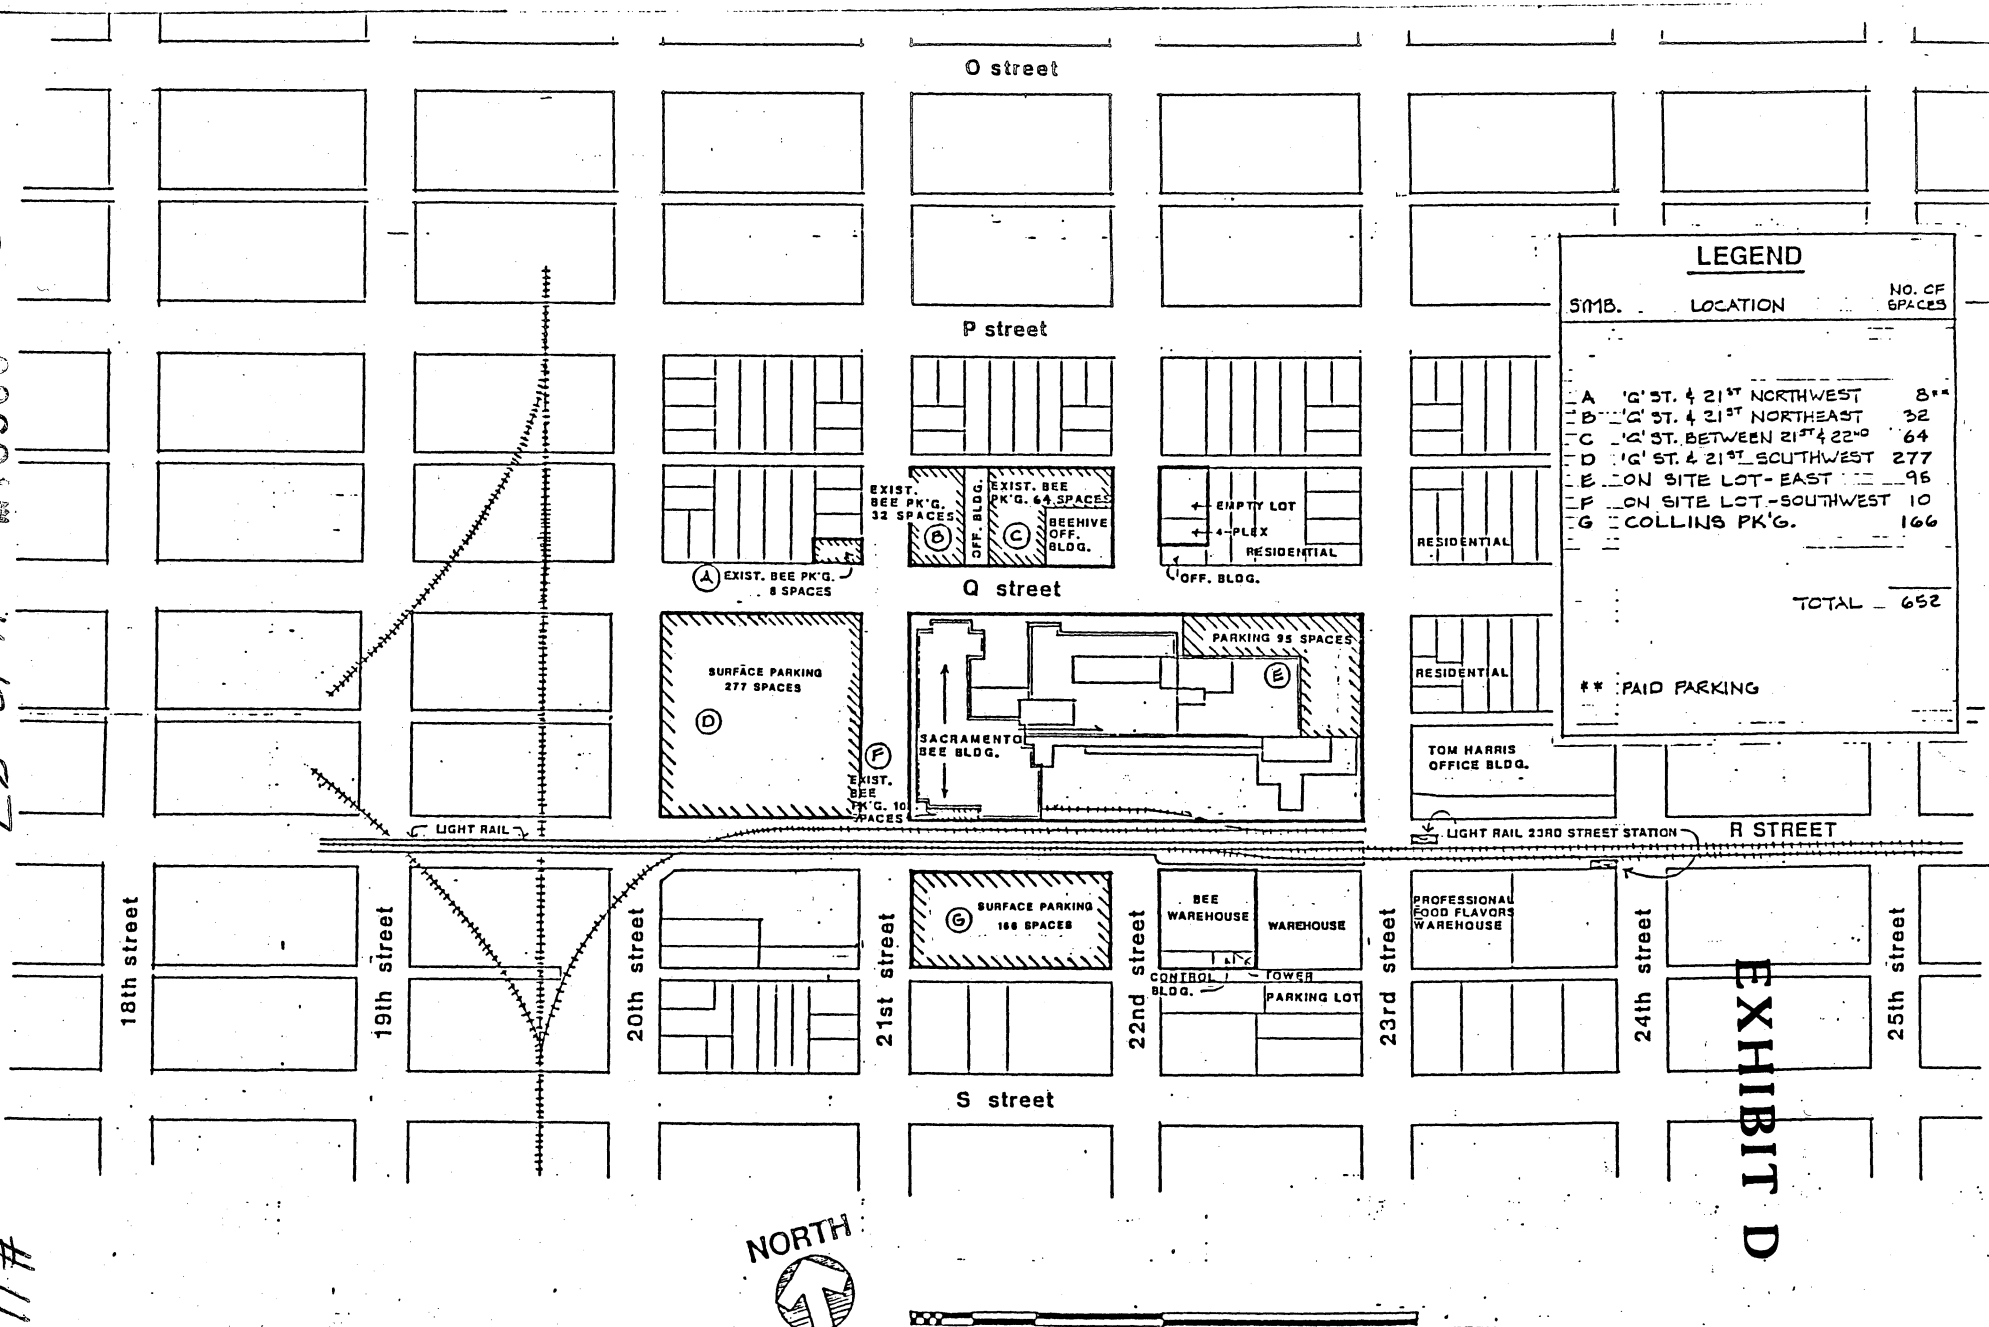 O street
P street
LEGEND
SYMB. LOCATION NO. OF SPACES
A 'Q' ST. & 21ST NORTHWEST 8**
B 'Q' ST. & 21ST NORTHEAST 32
C 'Q' ST. BETWEEN 21ST & 22ND 64
D 'Q' ST. & 21ST SOUTHWEST 277
E ON SITE LOT-EAST 95
F ON SITE LOT-SOUTHWEST 10
G COLLINS PK'G. 166
TOTAL 652
** PAID PARKING
EXIST.
BEE PK'G.
32 SPACES
B
OFF. BLDG.
EXIST. BEE
PK'G. 64 SPACES
C
BEEHIVE
OFF.
BLDG.
EMPTY LOT
4-PLEX
RESIDENTIAL
OFF. BLDG.
RESIDENTIAL
A EXIST. BEE PK'G.
8 SPACES
Q street
SURFACE PARKING
277 SPACES
D
PARKING 95 SPACES
E
RESIDENTIAL
SACRAMENTO
BEE BLDG.
F
EXIST.
BEE
PK'G. 10
SPACES
TOM HARRIS
OFFICE BLDG.
LIGHT RAIL
LIGHT RAIL 23RD STREET STATION
R STREET
G
SURFACE PARKING
166 SPACES
BEE
WAREHOUSE
WAREHOUSE
PROFESSIONAL
FOOD FLAVORS
WAREHOUSE
CONTROL
BLDG.
TOWER
PARKING LOT
18th street
19th street
20th street
21st street
22nd street
23rd street
24th street
25th street
S street
EXHIBIT D
NORTH
#11